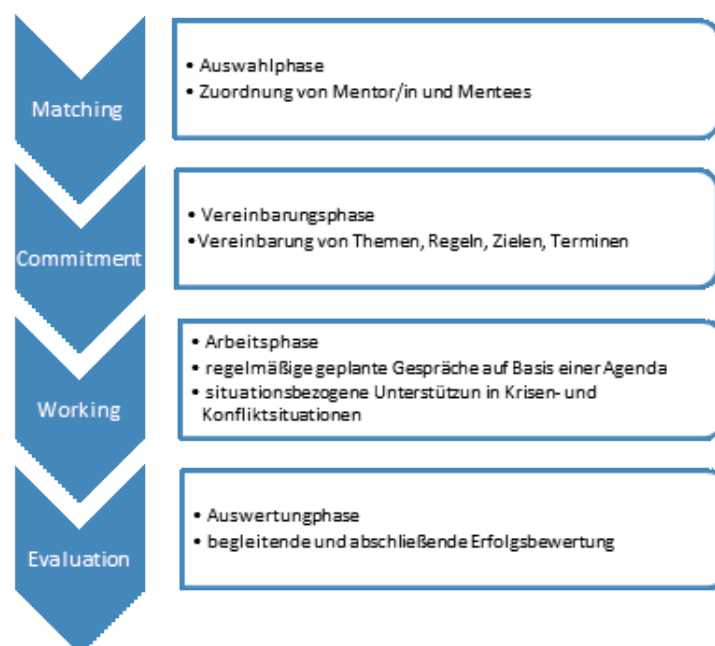 Matching
• Auswahlphase
• Zuordnung von Mentor/in und Mentees
Commitment
• Vereinbarungsphase
•Vereinbarung von Themen, Regeln, Zielen, Terminen
Working
• Arbeitsphase
• regelmäßige geplante Gespräche auf Basis einer Agenda
• situationsbezogene Unterstützun in Krisen- und
Konfliktsituationen
Evaluation
• Auswertungphase
• begleitende und abschließende Erfolgsbewertung